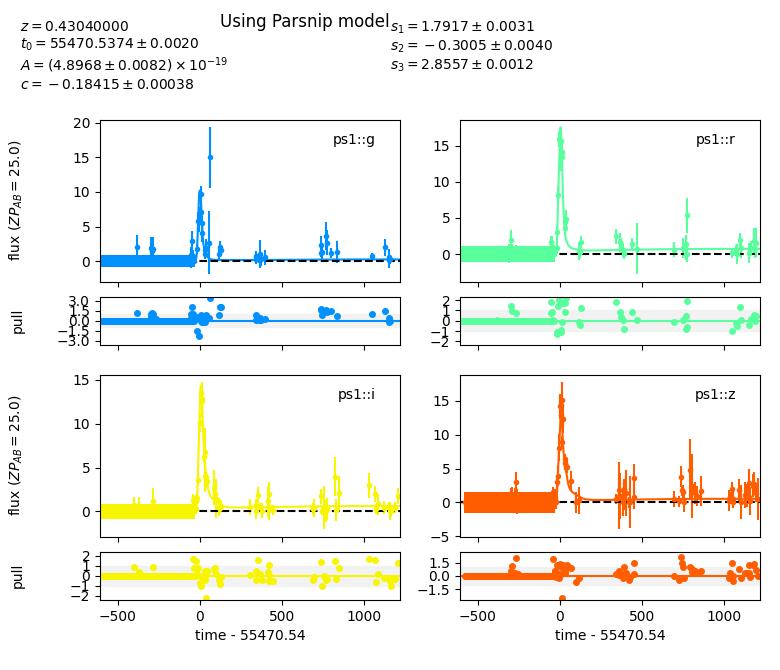 Using Parsnip model
z = 0.43040000
t₀ = 55470.5374 ± 0.0020
A = (4.8968 ± 0.0082) × 10⁻¹⁹
c = −0.18415 ± 0.00038
s₁ = 1.7917 ± 0.0031
s₂ = −0.3005 ± 0.0040
s₃ = 2.8557 ± 0.0012
flux (ZP_AB = 25.0)
20
15
10
5
0
ps1::g
15
10
5
0
ps1::r
pull
3.0
1.5
0.0
−1.5
−3.0
2
1
0
−1
−2
flux (ZP_AB = 25.0)
15
10
5
0
ps1::i
15
10
5
0
−5
ps1::z
pull
2
1
0
−1
−2
1.5
0.0
−1.5
−500 0 500 1000
−500 0 500 1000
time - 55470.54
time - 55470.54